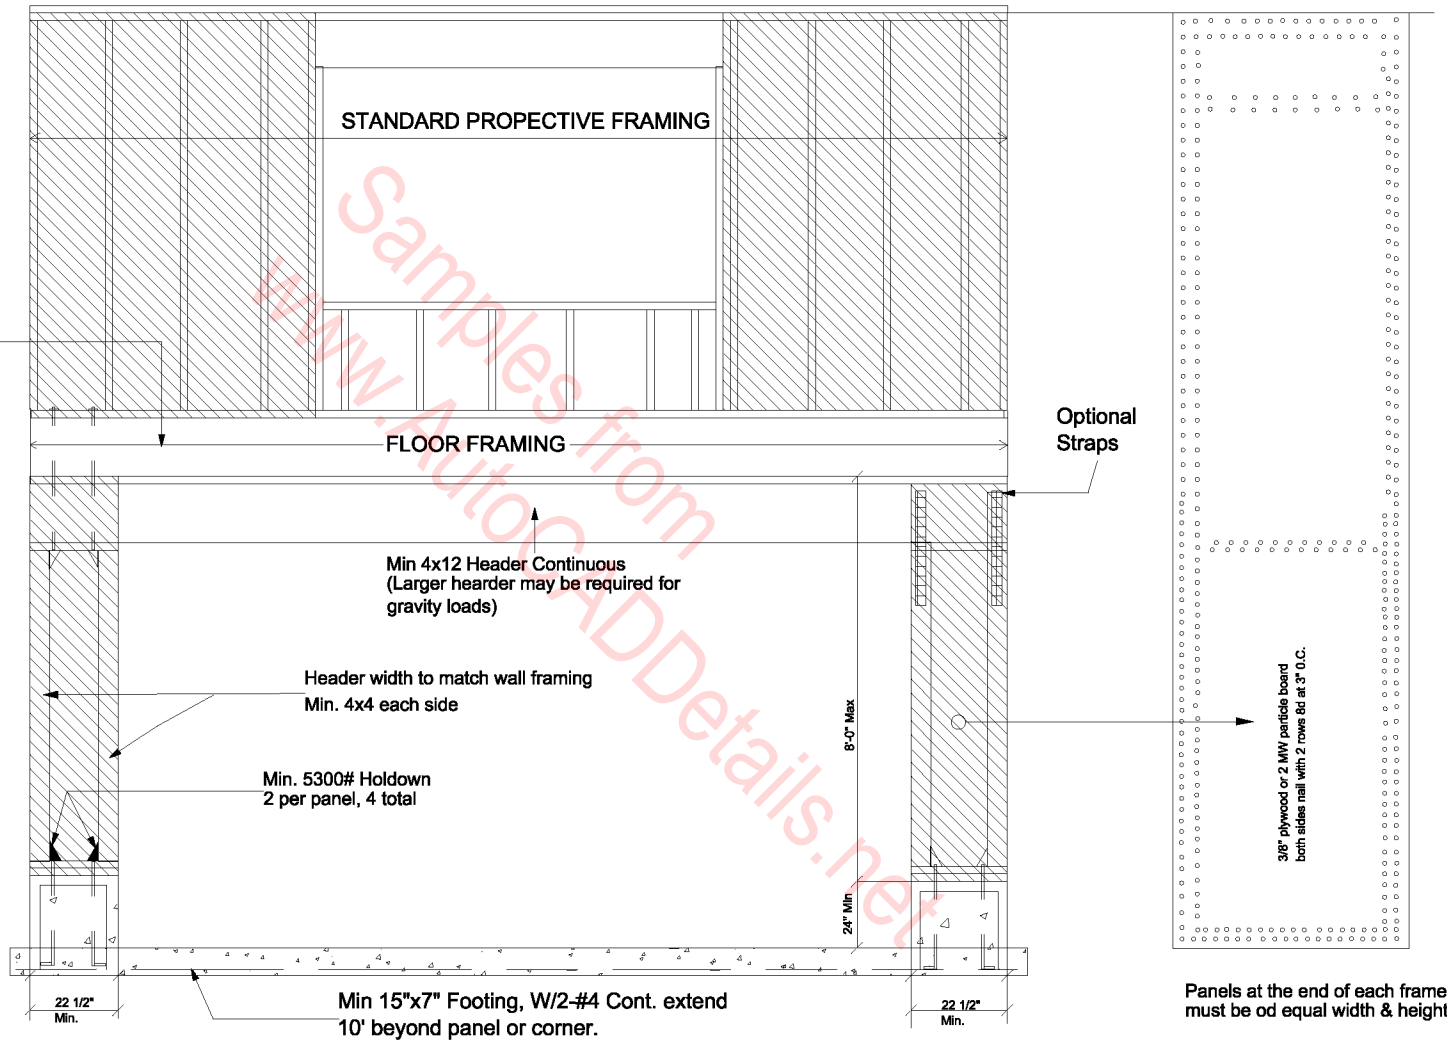 STANDARD PROPECTIVE FRAMING
FLOOR FRAMING
Optional
Straps
Min 4x12 Header Continuous
(Larger hearder may be required for
gravity loads)
Header width to match wall framing
Min. 4x4 each side
Min. 5300# Holdown
2 per panel, 4 total
8'-0" Max
24" Min
3/8" plywood or 2 MW particle board
both sides nail with 2 rows 8d at 3" O.C.
22 1/2"
Min.
Min 15"x7" Footing, W/2-#4 Cont. extend
10' beyond panel or corner.
22 1/2"
Min.
Panels at the end of each frame
must be od equal width & height
Samples from
www.AutoCADDetails.net